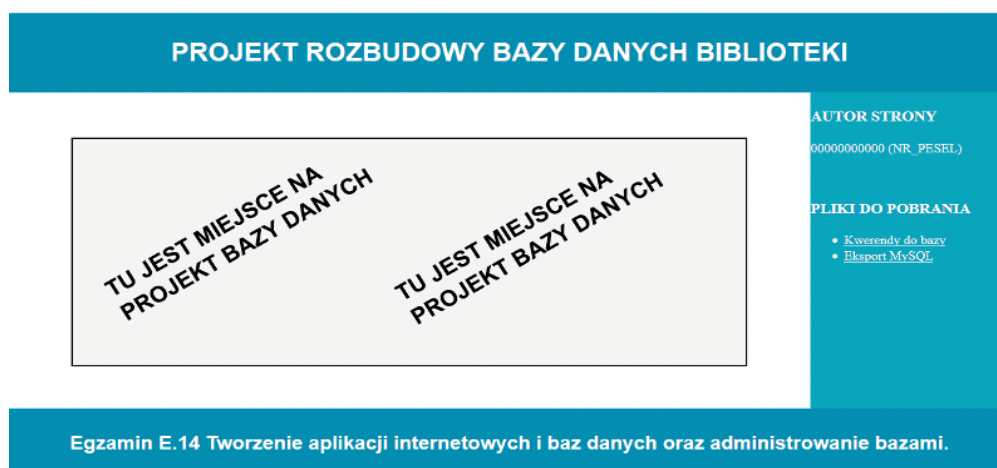 PROJEKT ROZBUDOWY BAZY DANYCH BIBLIOTEKI
TU JEST MIEJSCE NA
PROJEKT BAZY DANYCH
TU JEST MIEJSCE NA
PROJEKT BAZY DANYCH
AUTOR STRONY
00000000000 (NR_PESEL)
PLIKI DO POBRANIA
Kwerendy do bazy
Eksport MySQL
Egzamin E.14 Tworzenie aplikacji internetowych i baz danych oraz administrowanie bazami.